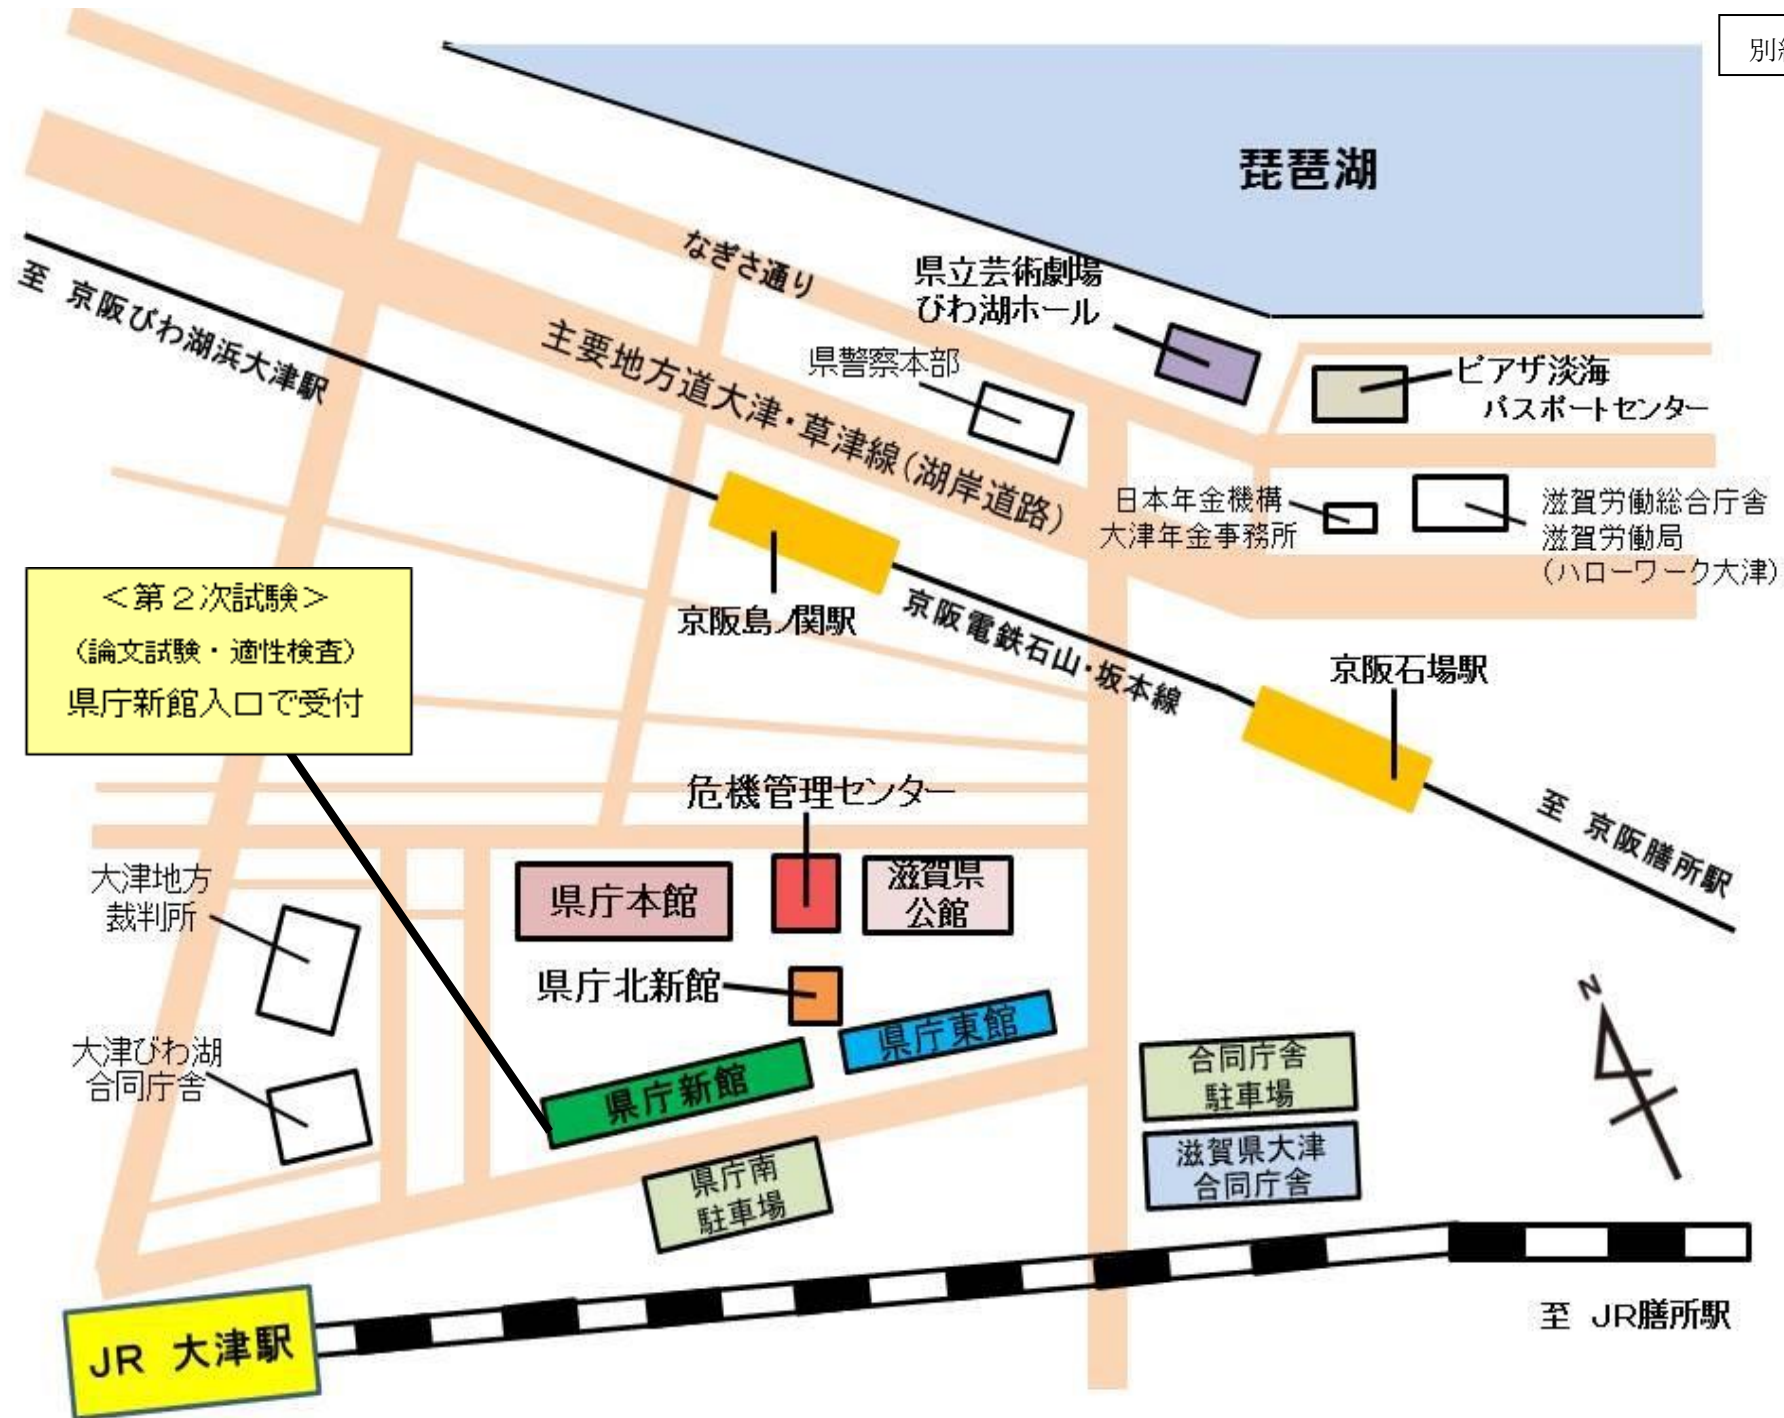 別紙
琵琶湖
なぎさ通り
県立芸術劇場
びわ湖ホール
至 京阪びわ湖浜大津駅
主要地方道大津・草津線(湖岸道路)
県警察本部
ピアザ淡海
パスポートセンター
日本年金機構
大津年金事務所
滋賀労働総合庁舎
滋賀労働局
(ハローワーク大津)
<第2次試験>
(論文試験・適性検査)
県庁新館入口で受付
京阪島ノ関駅
京阪電鉄石山・坂本線
京阪石場駅
至 京阪膳所駅
危機管理センター
大津地方
裁判所
県庁本館
滋賀県
公館
県庁北新館
県庁東館
大津びわ湖
合同庁舎
県庁新館
合同庁舎
駐車場
県庁南
駐車場
滋賀県大津
合同庁舎
N
JR 大津駅
至 JR膳所駅